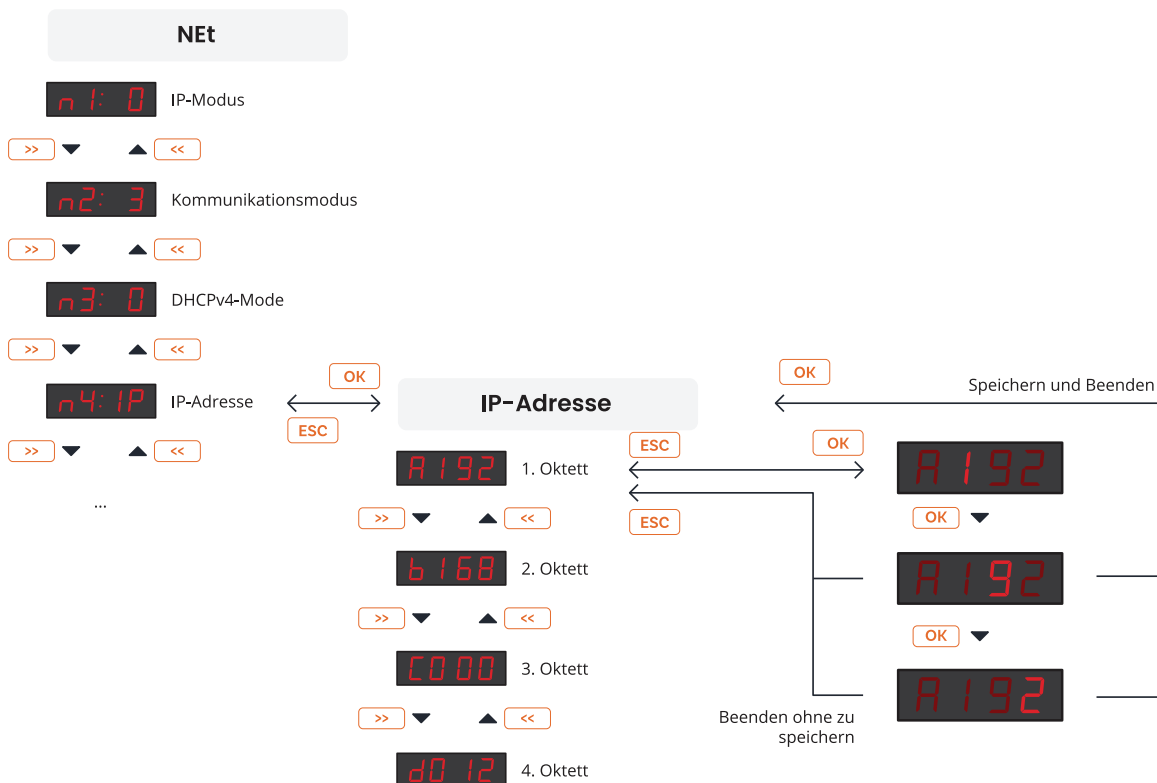 NEt
n1: 0 IP-Modus
>> <<
n2: 3 Kommunikationsmodus
>> <<
n3: 0 DHCPv4-Mode
>> <<
n4:IP IP-Adresse
>> <<
...
OK
ESC
IP-Adresse
A192 1. Oktett
>> <<
b168 2. Oktett
>> <<
C000 3. Oktett
>> <<
d012 4. Oktett
OK
Speichern und Beenden
ESC
OK
ESC
A192
OK
A192
OK
A192
Beenden ohne zu
speichern